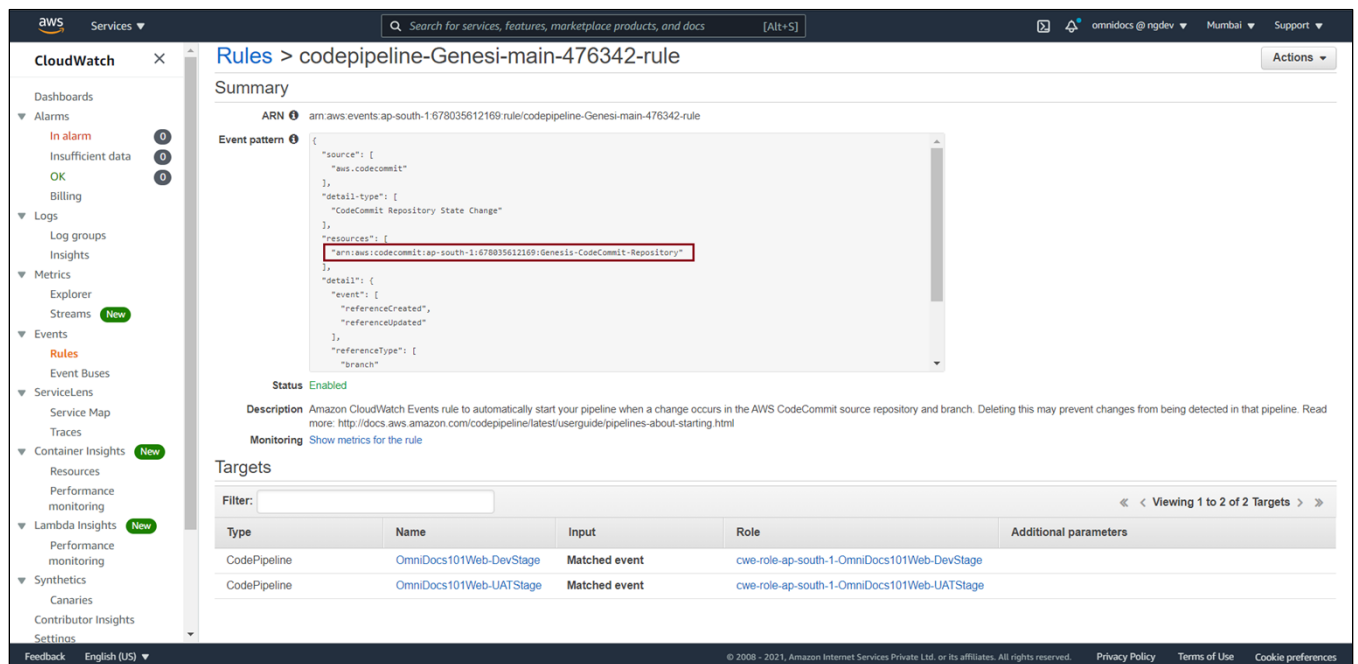 aws Services ▼ Search for services, features, marketplace products, and docs [Alt+S] omnidocs @ ngdev ▼ Mumbai ▼ Support ▼
CloudWatch ×
Dashboards
▼ Alarms
In alarm 0
Insufficient data 0
OK 0
Billing
▼ Logs
Log groups
Insights
▼ Metrics
Explorer
Streams New
▼ Events
Rules
Event Buses
▼ ServiceLens
Service Map
Traces
▼ Container Insights New
Resources
Performance
monitoring
▼ Lambda Insights New
Performance
monitoring
▼ Synthetics
Canaries
Contributor Insights
Settings
Rules > codepipeline-Genesi-main-476342-rule Actions
Summary
ARN arn:aws:events:ap-south-1:678035612169:rule/codepipeline-Genesi-main-476342-rule
Event pattern {
"source": [
"aws.codecommit"
],
"detail-type": [
"CodeCommit Repository State Change"
],
"resources": [
"arn:aws:codecommit:ap-south-1:678035612169:Genesis-CodeCommit-Repository"
],
"detail": {
"event": [
"referenceCreated",
"referenceUpdated"
],
"referenceType": [
"branch"
Status Enabled
Description Amazon CloudWatch Events rule to automatically start your pipeline when a change occurs in the AWS CodeCommit source repository and branch. Deleting this may prevent changes from being detected in that pipeline. Read
more: http://docs.aws.amazon.com/codepipeline/latest/userguide/pipelines-about-starting.html
Monitoring Show metrics for the rule
Targets
Filter: « < Viewing 1 to 2 of 2 Targets > »
Type Name Input Role Additional parameters
CodePipeline OmniDocs101Web-DevStage Matched event cwe-role-ap-south-1-OmniDocs101Web-DevStage
CodePipeline OmniDocs101Web-UATStage Matched event cwe-role-ap-south-1-OmniDocs101Web-UATStage
Feedback English (US) ▼ © 2008 - 2021, Amazon Internet Services Private Ltd. or its affiliates. All rights reserved. Privacy Policy Terms of Use Cookie preferences